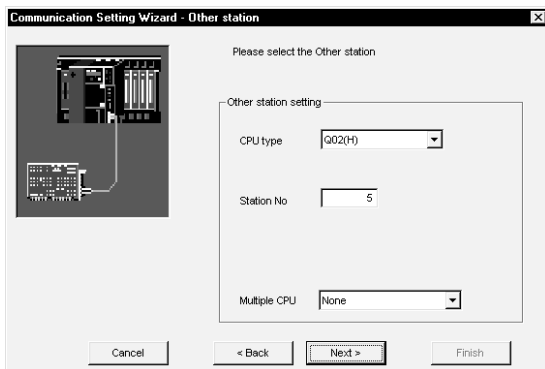 Communication Setting Wizard - Other station
Please select the Other station
Other station setting
CPU type
Q02(H)
Station No
5
Multiple CPU
None
Cancel
< Back
Next >
Finish